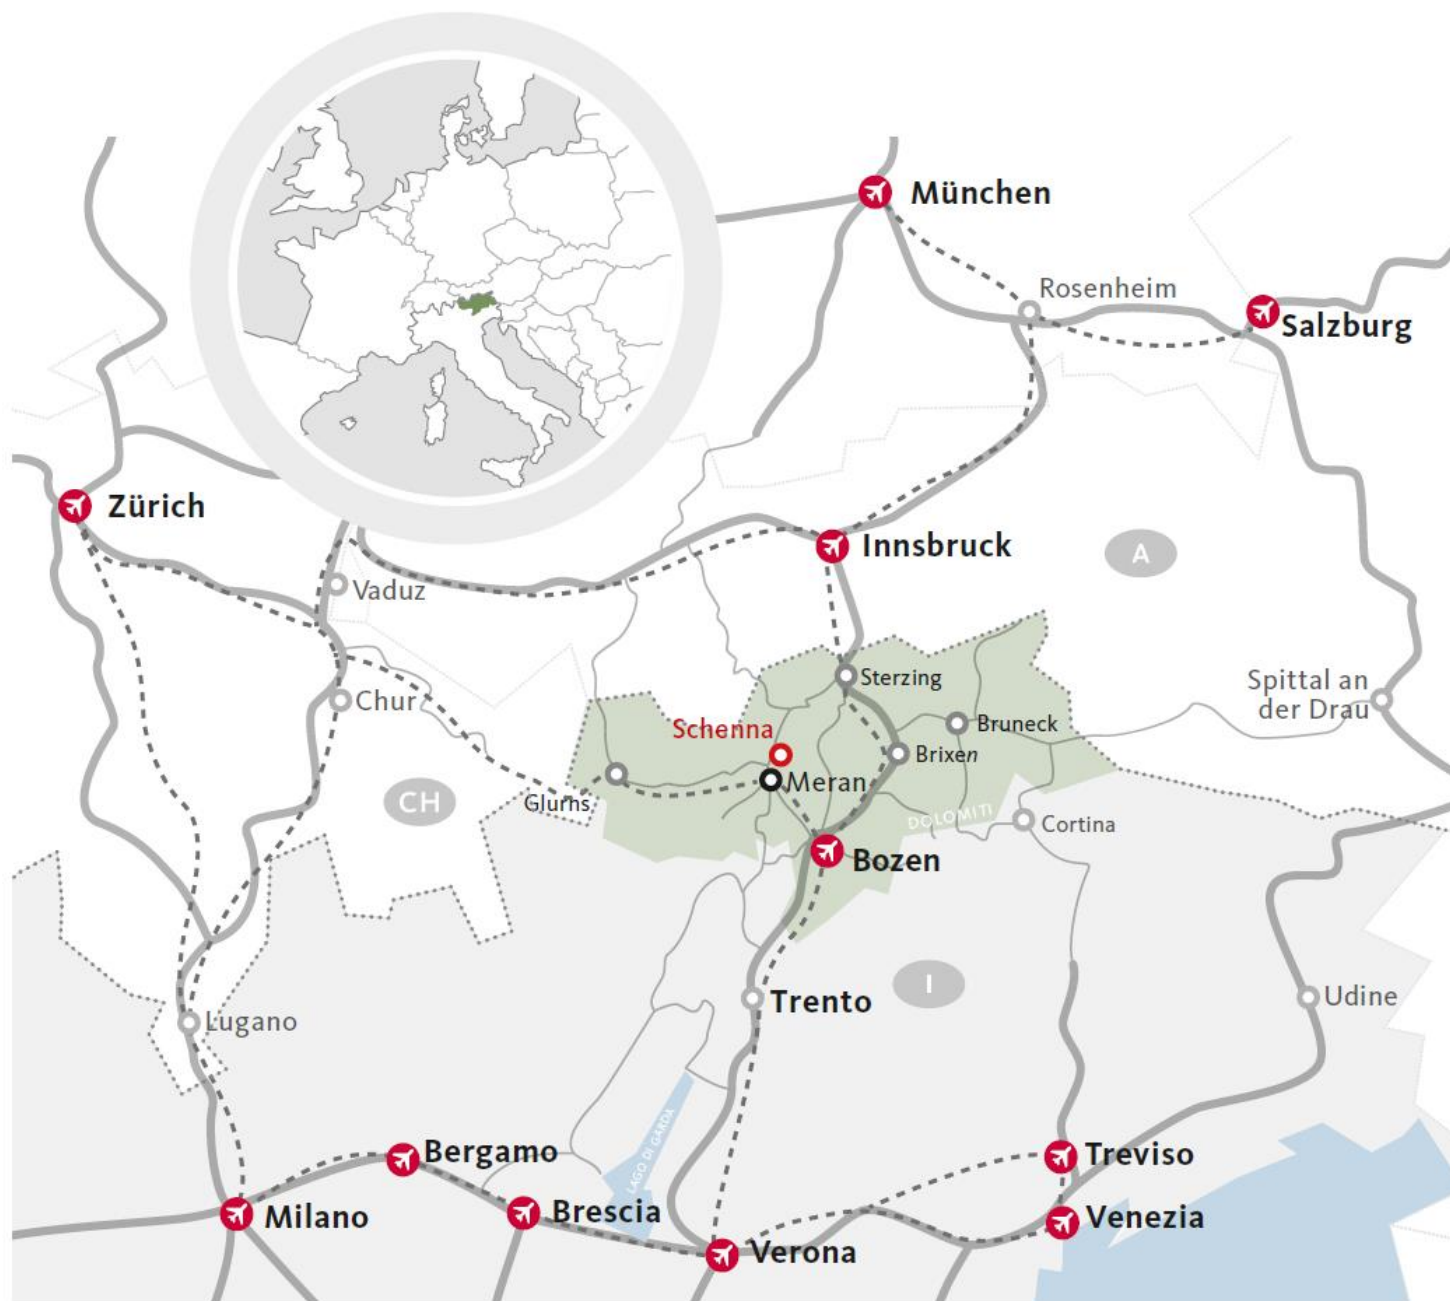 München
Rosenheim
Salzburg
Zürich
Innsbruck
A
Vaduz
Sterzing
Spittal an
der Drau
Chur
Schenna
Bruneck
Brixen
Meran
CH
Glurns
DOLOMITI
Cortina
Bozen
I
Trento
Udine
Lugano
LAGO DI GARDA
Bergamo
Treviso
Milano
Brescia
Venezia
Verona